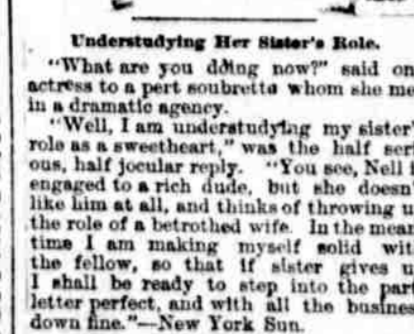 Understudying Her Sister's Role.
"What are you doing now?" said on
actress to a pert soubrette whom she me
in a dramatic agency.
"Well, I am understudying my sister'
role as a sweetheart," was the half seri
ous, half jocular reply. "You see, Nell i
engaged to a rich dude, but she doesn
like him at all, and thinks of throwing u
the role of a betrothed wife. In the mean
time I am making myself solid wit
the fellow, so that if sister gives u
I shall be ready to step into the part
letter perfect, and with all the busines
down fine."—New York Sun.